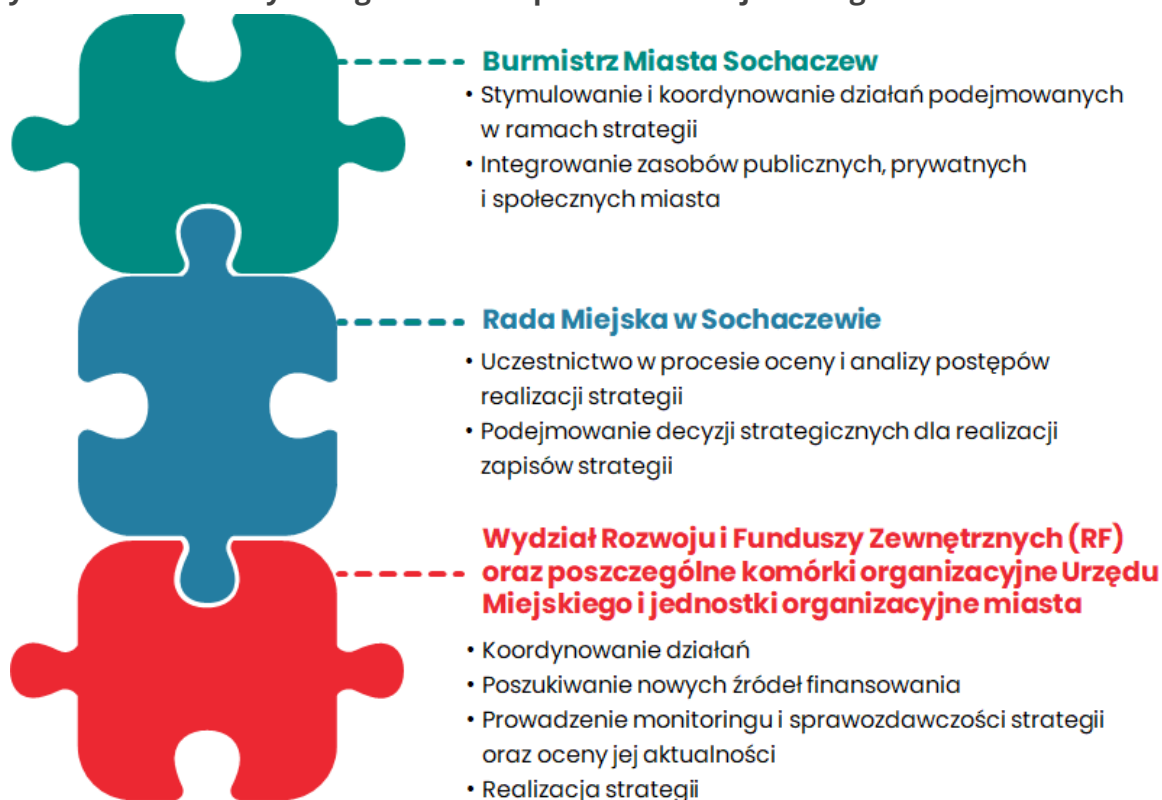 Burmistrz Miasta Sochaczew
• Stymulowanie i koordynowanie działań podejmowanych
w ramach strategii
• Integrowanie zasobów publicznych, prywatnych
i społecznych miasta
Rada Miejska w Sochaczewie
• Uczestnictwo w procesie oceny i analizy postępów
realizacji strategii
• Podejmowanie decyzji strategicznych dla realizacji
zapisów strategii
Wydział Rozwoju i Funduszy Zewnętrznych (RF)
oraz poszczególne komórki organizacyjne Urzędu
Miejskiego i jednostki organizacyjne miasta
• Koordynowanie działań
• Poszukiwanie nowych źródeł finansowania
• Prowadzenie monitoringu i sprawozdawczości strategii
oraz oceny jej aktualności
• Realizacja strategii